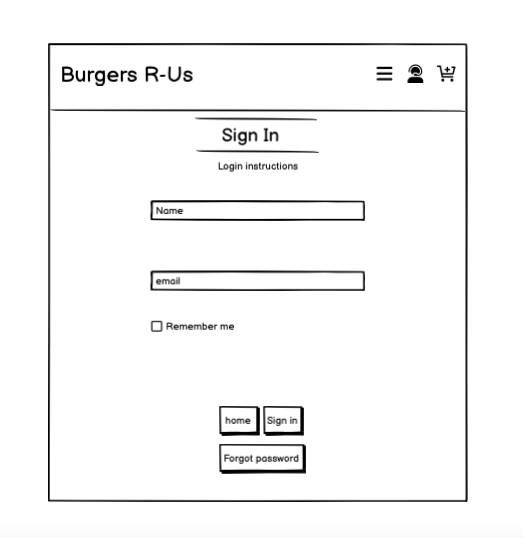 Burgers R-Us
Sign In
Login instructions
Name
email
Remember me
home Sign in
Forgot password